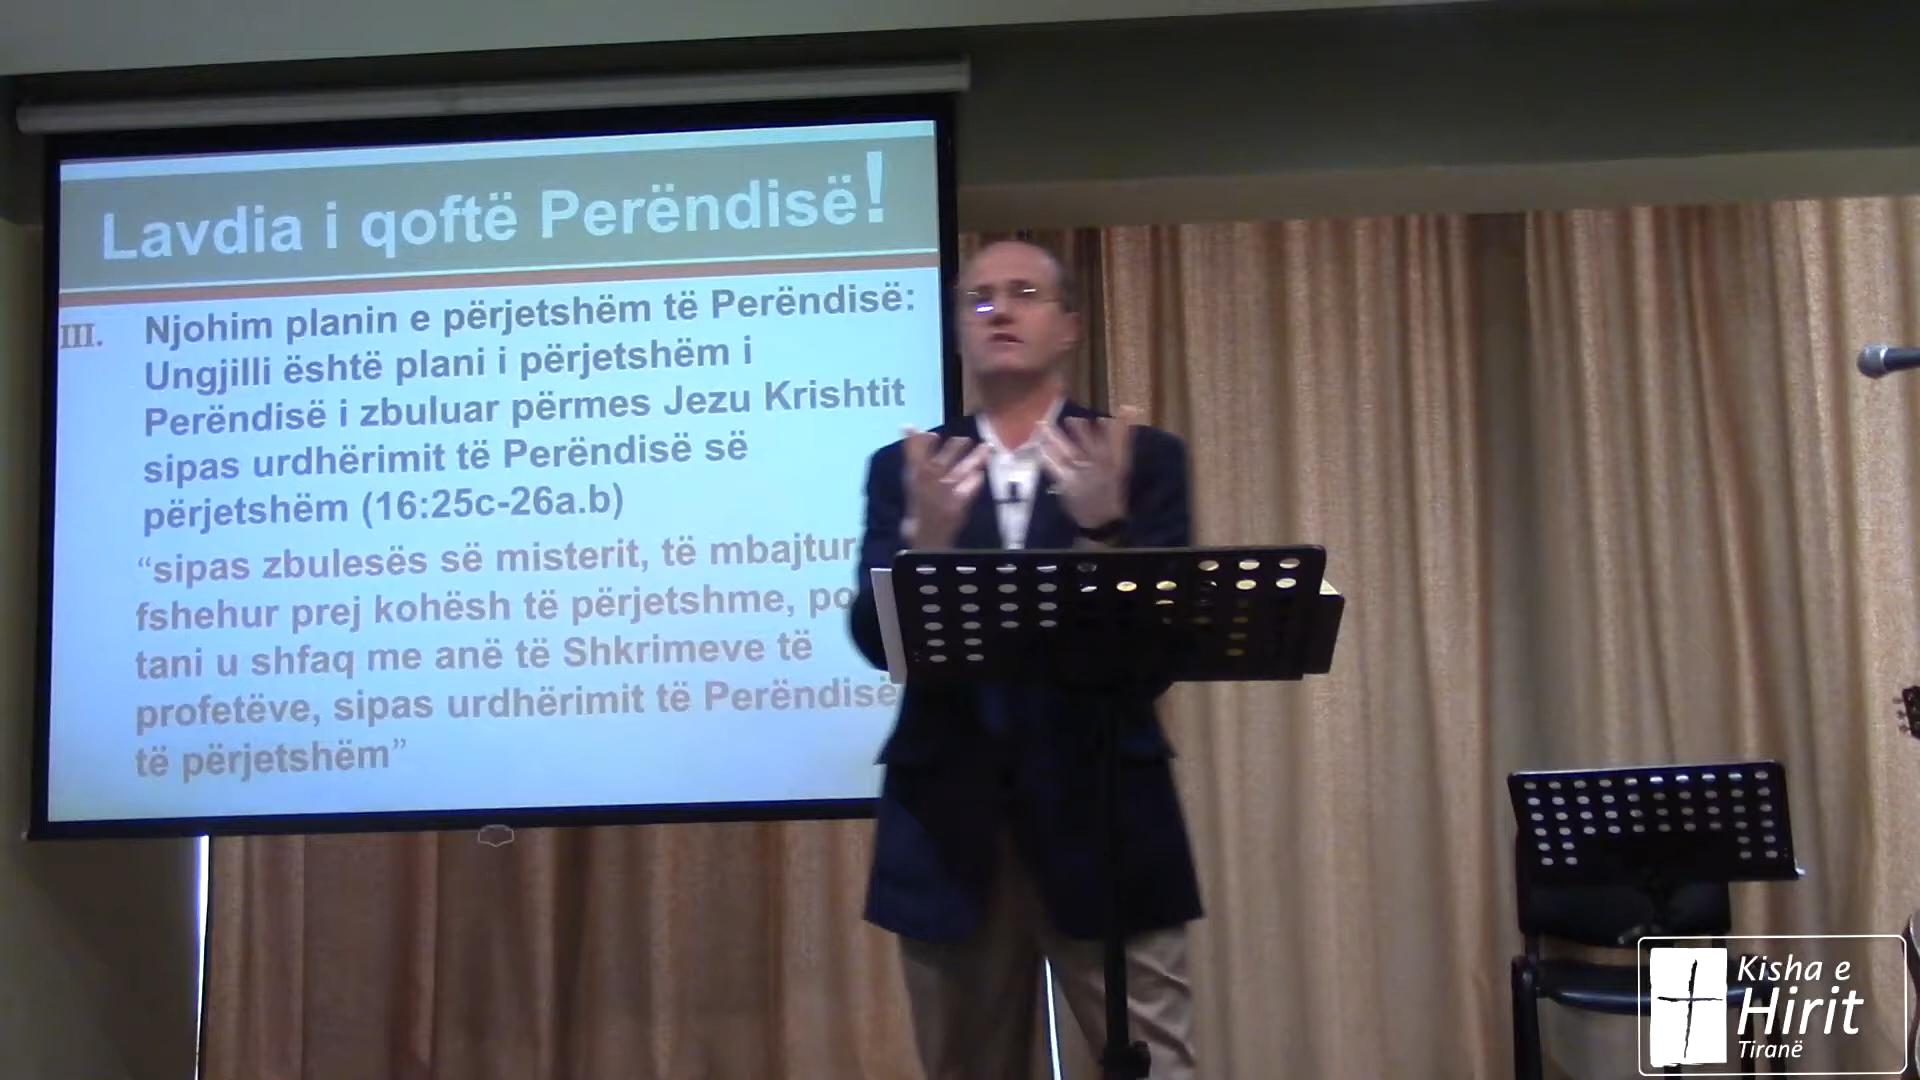 Lavdia i qoftë Perëndisë!
III. Njohim planin e përjetshëm të Perëndisë:
Ungjilli është plani i përjetshëm i
Perëndisë i zbuluar përmes Jezu Krishtit
sipas urdhërimit të Perëndisë së
përjetshëm (16:25c-26a.b)
“sipas zbulesës së misterit, të mbajtur
fshehur prej kohësh të përjetshme, po
tani u shfaq me anë të Shkrimeve të
profetëve, sipas urdhërimit të Perëndisë
të përjetshëm”
Kisha e
Hirit
Tiranë